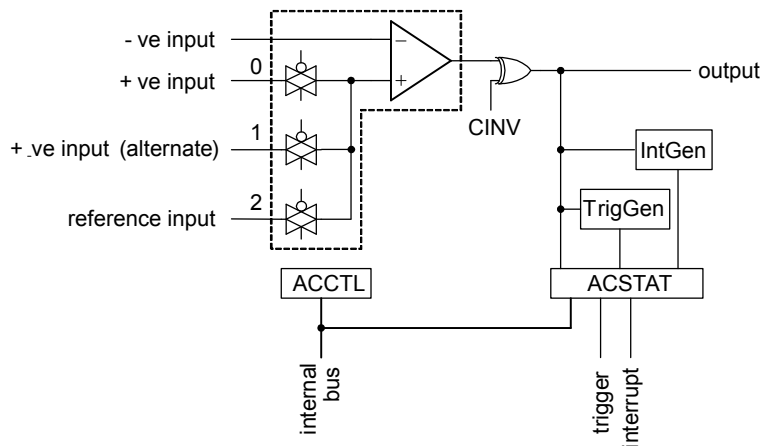 - ve input
−
+ ve input
0
+
output
CINV
+ ve input (alternate)
1
IntGen
reference input
2
TrigGen
ACCTL
ACSTAT
internal
bus
trigger
interrupt